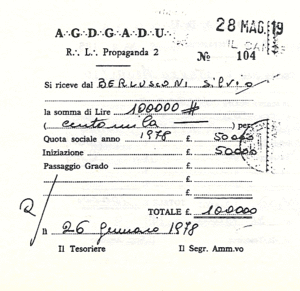 A∴G∴D∴G∴A∴D∴U∴
28 MAG. 19
R∴ L∴ Propaganda 2
№ 104
Si riceve dal BERLUSCONI Silvio
la somma di Lire 100000 #
( centomila ) per
Quota sociale anno 1978 £. 50000
Iniziazione £. 50000
Passaggio Grado £.
£.
TOTALE £. 100000
lì 26 Gennaio 1978
Il Tesoriere Il Segr. Amm.vo